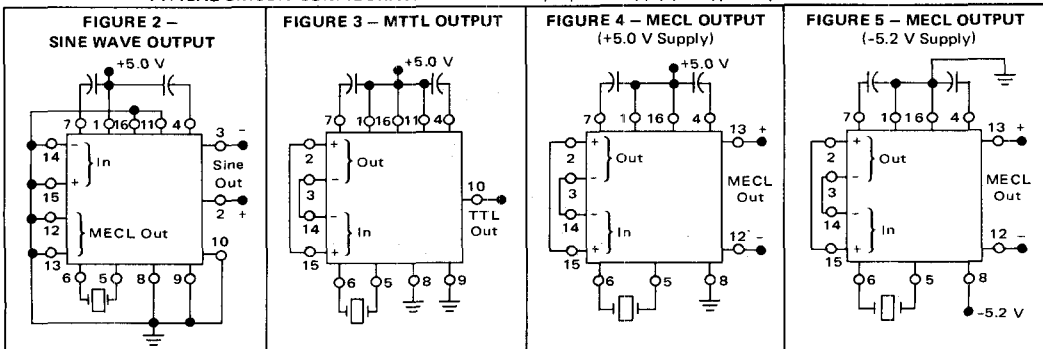 FIGURE 2 –
SINE WAVE OUTPUT
+5.0 V
7 1 16 11 4
14 – In
15 +
12 MECL Out
13
3 –
Sine
Out
2 +
10
6 5 8 9
FIGURE 3 – MTTL OUTPUT
+5.0 V
7 1 16 11 4
2 + Out
3 –
14 – In
15 +
10
TTL
Out
6 5 8 9
FIGURE 4 – MECL OUTPUT
(+5.0 V Supply)
+5.0 V
7 1 16 4
2 + Out
3 –
14 – In
15 +
13 +
MECL
Out
12 –
6 5 8
FIGURE 5 – MECL OUTPUT
(-5.2 V Supply)
7 1 16 4
2 + Out
3 –
14 – In
15 +
13 +
MECL
Out
12 –
6 5 8
-5.2 V